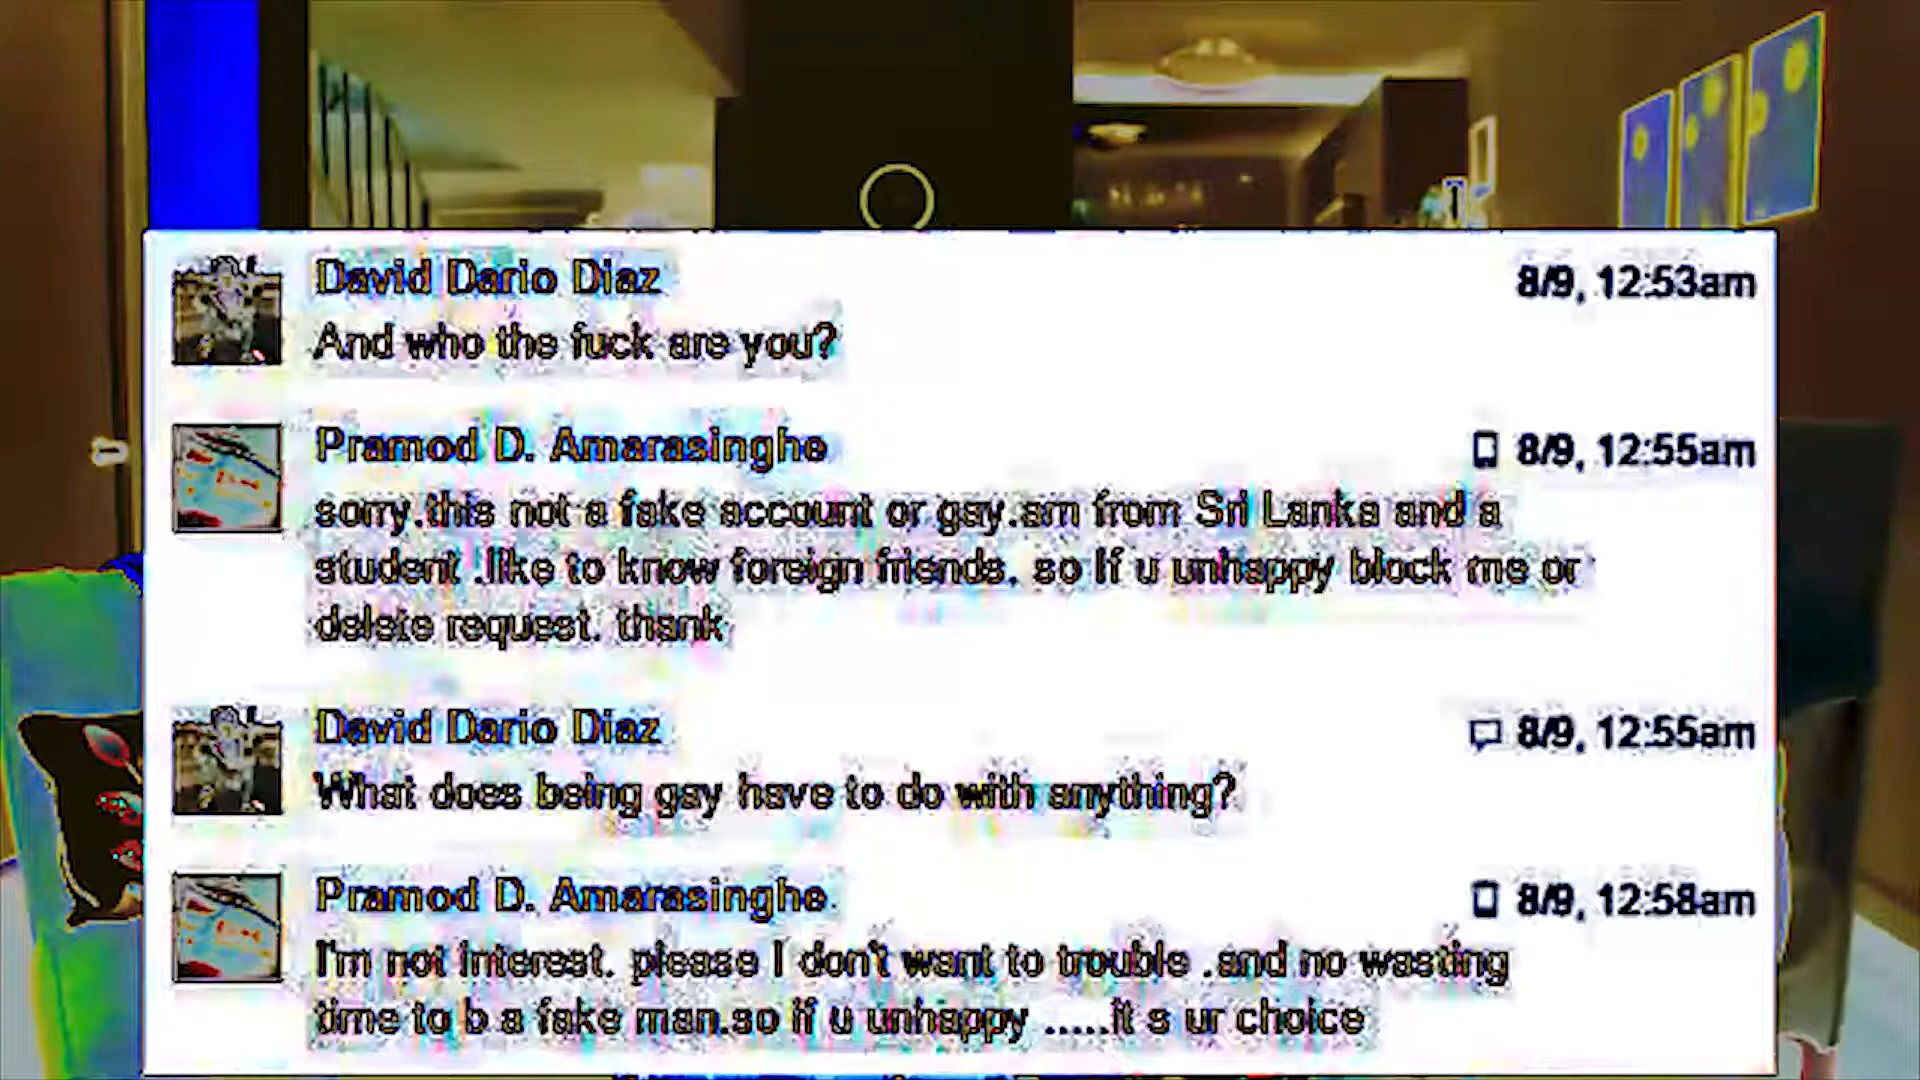 David Dario Diaz
8/9, 12:53am
And who the fuck are you?
Pramod D. Amarasinghe
8/9, 12:55am
sorry.this not a fake account or gay.am from Sri Lanka and a
student .like to know foreign friends. so If u unhappy block me or
delete request. thank
David Dario Diaz
8/9, 12:55am
What does being gay have to do with anything?
Pramod D. Amarasinghe
8/9, 12:58am
I'm not interest. please I don't want to trouble .and no wasting
time to b a fake man.so if u unhappy .....it s ur choice